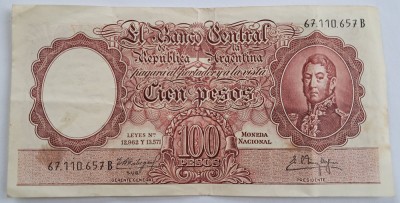 El Banco Central
de la
República Argentina
pagará al portador y a la vista
Cien pesos
67.110.657 B
LEYES Nos
12.962 Y 13.571
100
PESOS
MONEDA
NACIONAL
67.110.657 B
GERENTE GENERAL
PRESIDENTE